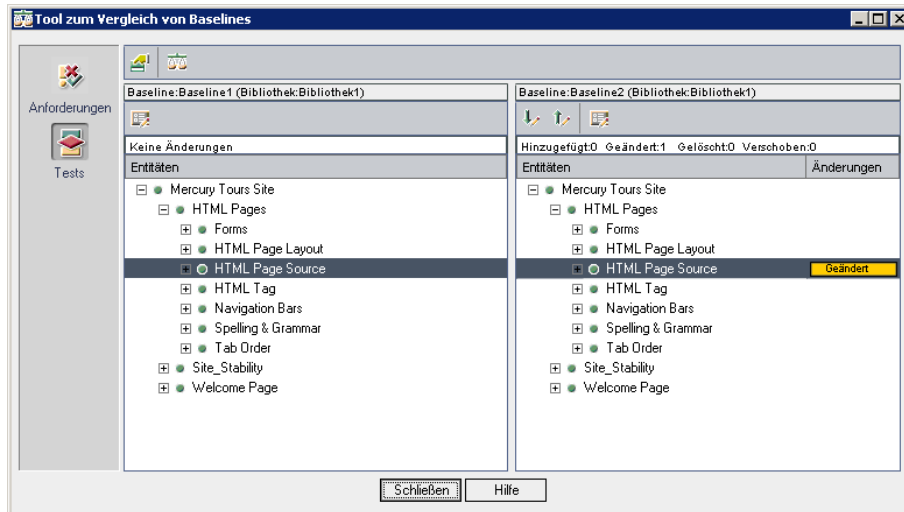 Tool zum Vergleich von Baselines
Anforderungen
Tests
Baseline:Baseline1 (Bibliothek:Bibliothek1)
Keine Änderungen
Entitäten
Mercury Tours Site
HTML Pages
Forms
HTML Page Layout
HTML Page Source
HTML Tag
Navigation Bars
Spelling & Grammar
Tab Order
Site_Stability
Welcome Page
Baseline:Baseline2 (Bibliothek:Bibliothek1)
Hinzugefügt:0 Geändert:1 Gelöscht:0 Verschoben:0
Entitäten Änderungen
Mercury Tours Site
HTML Pages
Forms
HTML Page Layout
HTML Page Source Geändert
HTML Tag
Navigation Bars
Spelling & Grammar
Tab Order
Site_Stability
Welcome Page
Schließen Hilfe